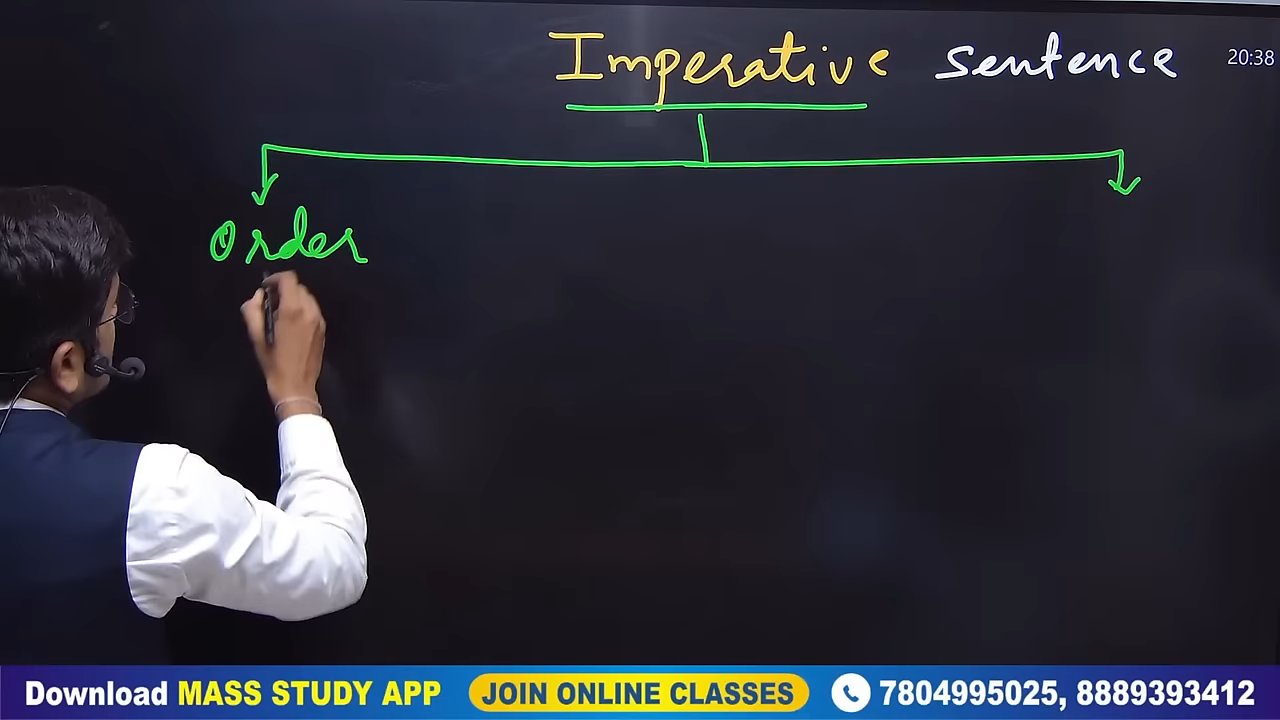 Imperative sentence
20:38
Order
Download MASS STUDY APP JOIN ONLINE CLASSES 7804995025, 8889393412